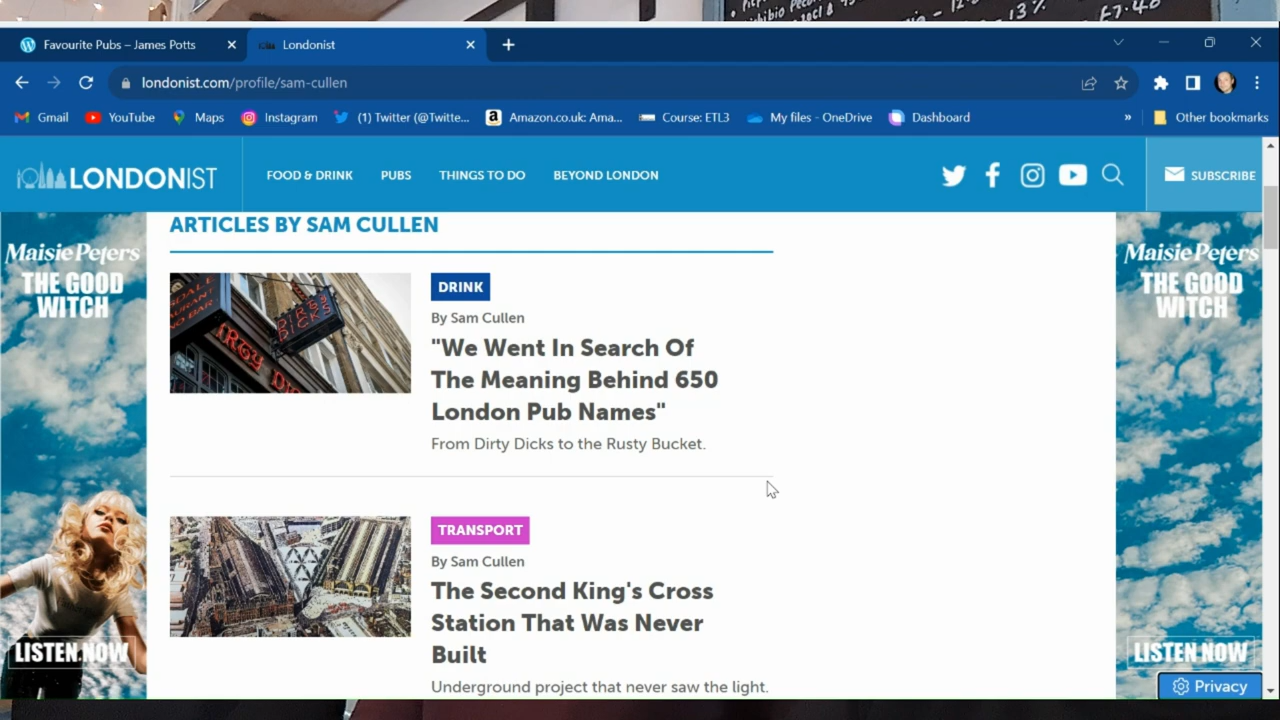 13%
£7.40
Favourite Pubs – James Potts
Londonist
londonist.com/profile/sam-cullen
Gmail
YouTube
Maps
Instagram
(1) Twitter (@Twitte...
Amazon.co.uk: Ama...
Course: ETL3
My files - OneDrive
Dashboard
»
Other bookmarks
LONDONIST
FOOD & DRINK
PUBS
THINGS TO DO
BEYOND LONDON
SUBSCRIBE
ARTICLES BY SAM CULLEN
Maisie Peters
THE GOOD
WITCH
LISTEN NOW
DIRTY
DICKS
DRINK
By Sam Cullen
"We Went In Search Of
The Meaning Behind 650
London Pub Names"
From Dirty Dicks to the Rusty Bucket.
TRANSPORT
By Sam Cullen
The Second King's Cross
Station That Was Never
Built
Underground project that never saw the light.
Maisie Peters
THE GOOD
WITCH
LISTEN NOW
Privacy